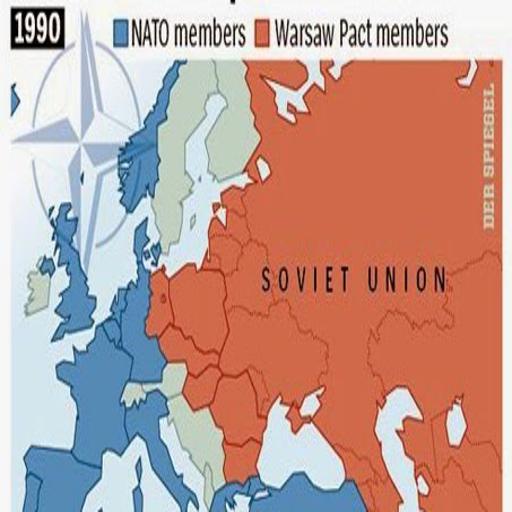 1990
NATO members
Warsaw Pact members
DER SPIEGEL
SOVIET UNION